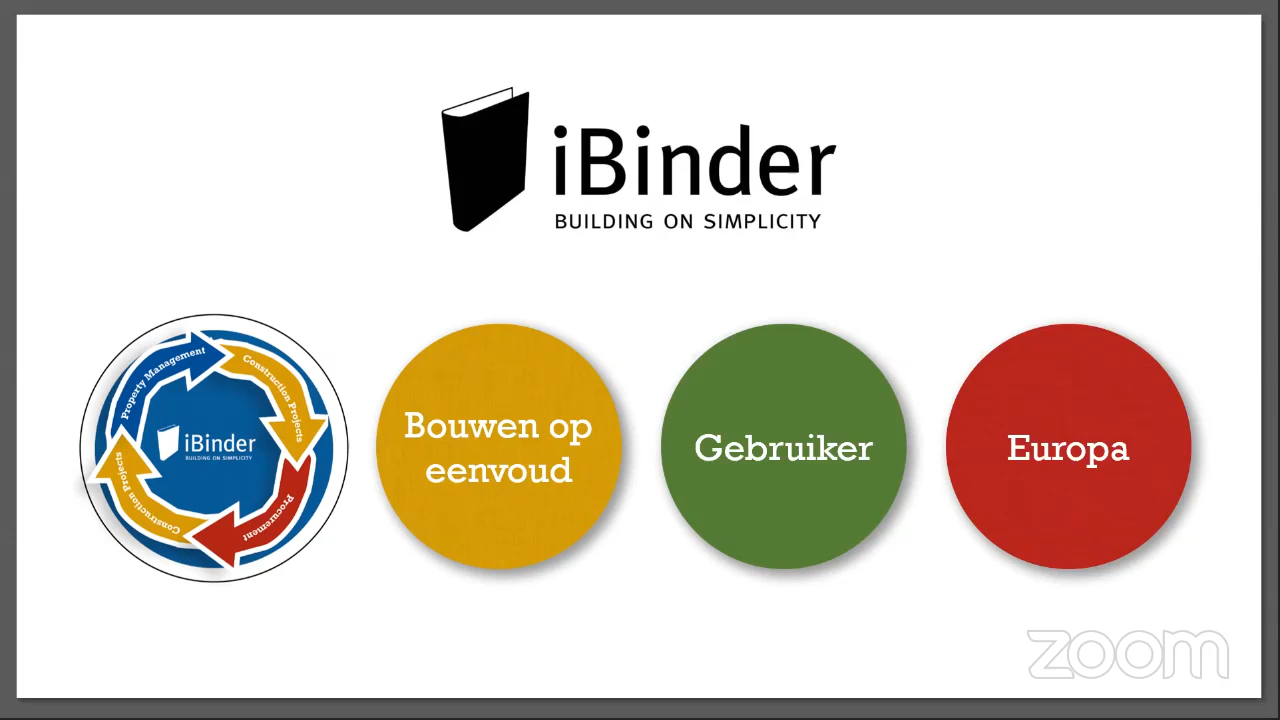 iBinder
BUILDING ON SIMPLICITY
Property Management
Construction Projects
Procurement
Construction Projects
iBinder
BUILDING ON SIMPLICITY
Bouwen op
eenvoud
Gebruiker
Europa
zoom